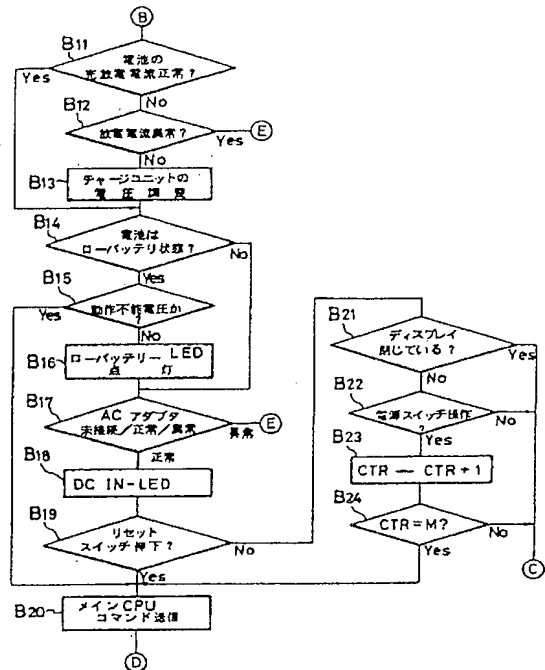 B
B11
電池の
充放電電流正常?
Yes
No
B12
放電電流異常?
Yes
E
No
B13
チャージユニットの
電圧調整
B14
電池は
ローバッテリ状態?
No
Yes
B15
動作不能電圧か
?
Yes
No
B16
ローバッテリーLED
点灯
B17
ACアダプタ
未接続/正常/異常
異常
E
正常
B18
DC IN-LED
B19
リセット
スイッチ押下?
No
Yes
B20
メインCPU
コマンド送信
D
B21
ディスプレイ
閉じている?
Yes
No
B22
電源スイッチ操作
?
No
Yes
B23
CTR ― CTR+1
B24
CTR=M?
No
Yes
C